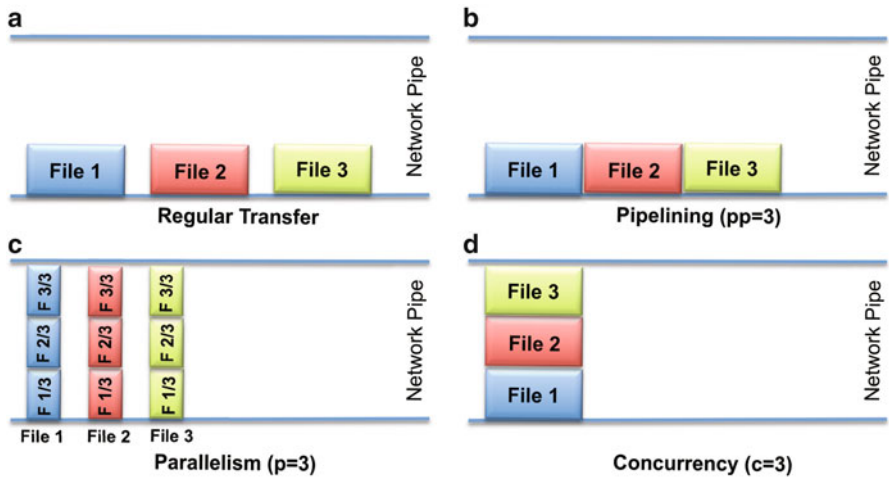 a
Network Pipe
File 1
File 2
File 3
Regular Transfer
b
Network Pipe
File 1
File 2
File 3
Pipelining (pp=3)
c
Network Pipe
F 3/3
F 3/3
F 3/3
F 2/3
F 2/3
F 2/3
F 1/3
F 1/3
F 1/3
File 1
File 2
File 3
Parallelism (p=3)
d
Network Pipe
File 3
File 2
File 1
Concurrency (c=3)